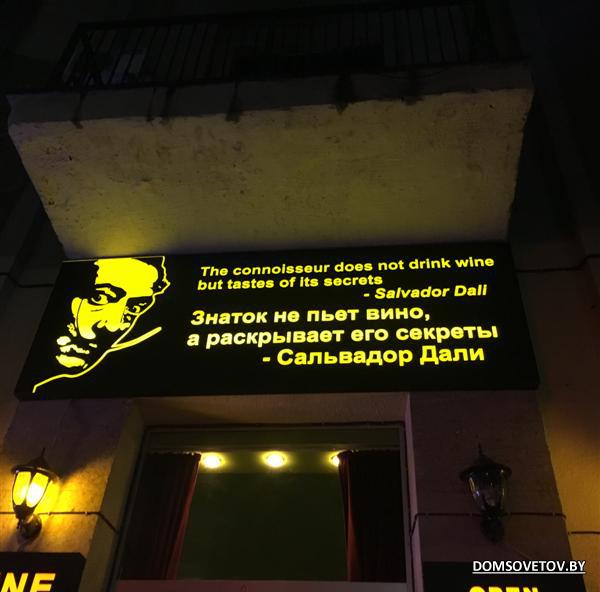 The connoisseur does not drink wine
but tastes of its secrets
- Salvador Dali
Знаток не пьет вино,
а раскрывает его секреты
- Сальвадор Дали
DOMSOVETOV.BY